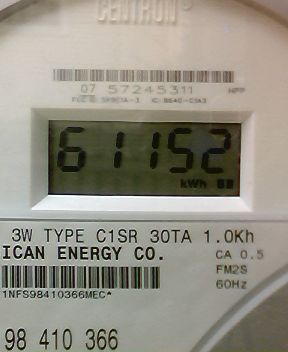 CENTRON®
07 57245311
61152
kWh
3W TYPE C1SR 30TA 1.0Kh
ICAN ENERGY CO.
CA 0.5
FM2S
60Hz
1NFS98410366MEC*
98 410 366